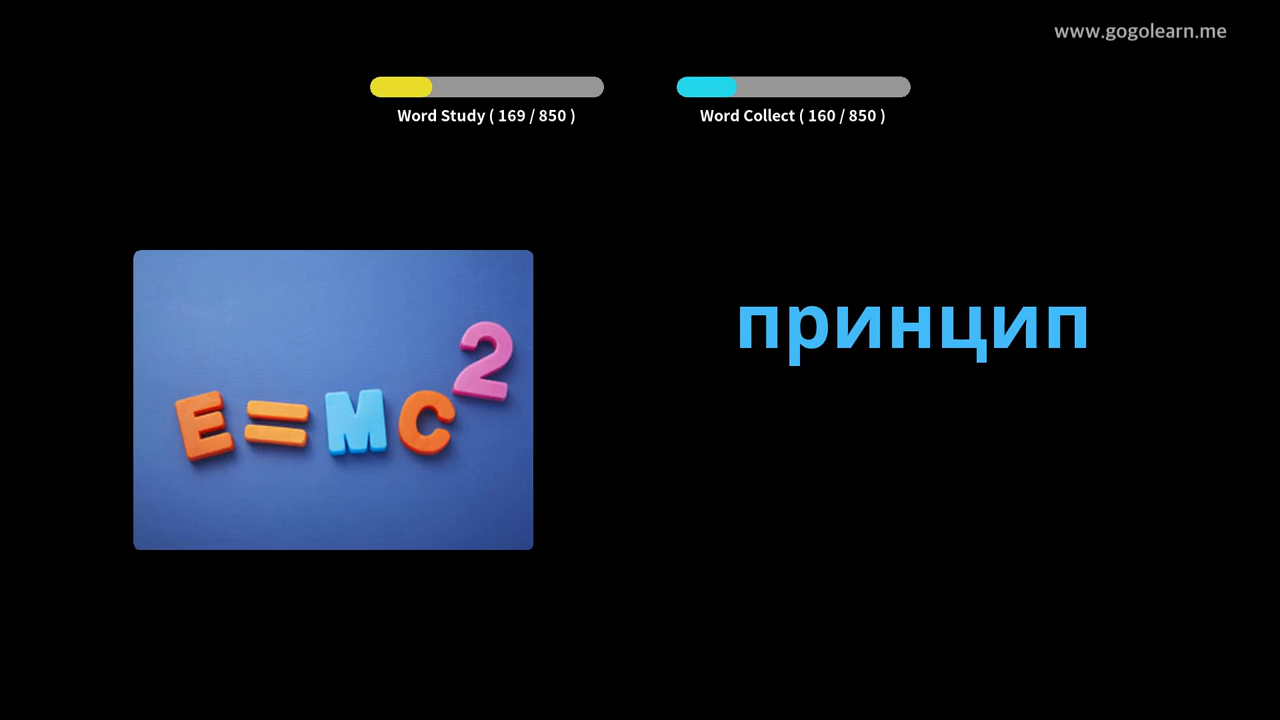 www.gogolearn.me
Word Study ( 169 / 850 )
Word Collect ( 160 / 850 )
принцип
E=MC²